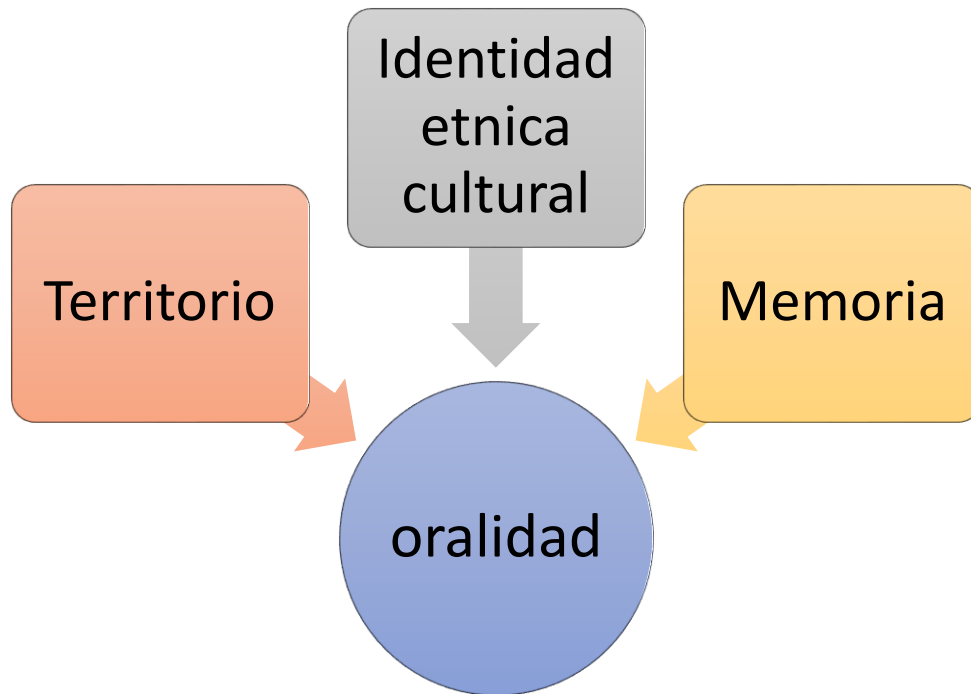 Identidad
etnica
cultural
Territorio
Memoria
oralidad